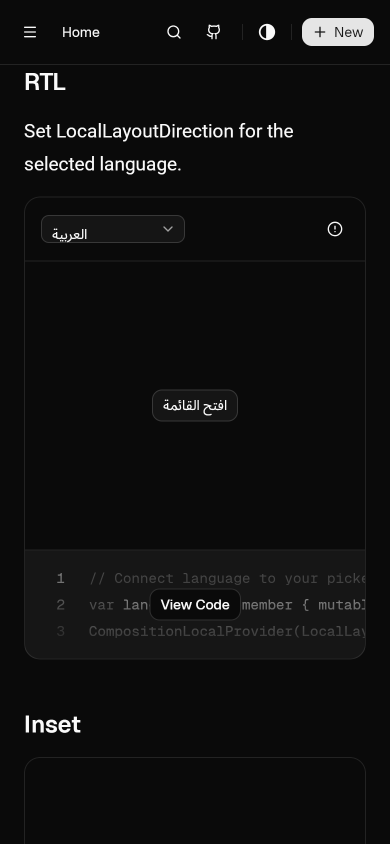 Home
New
RTL
Set LocalLayoutDirection for the
selected language.
العربية
افتح القائمة
1 // Connect language to your picke
2 var lan
View Code
member { mutabl
3 CompositionLocalProvider(LocalLay
Inset